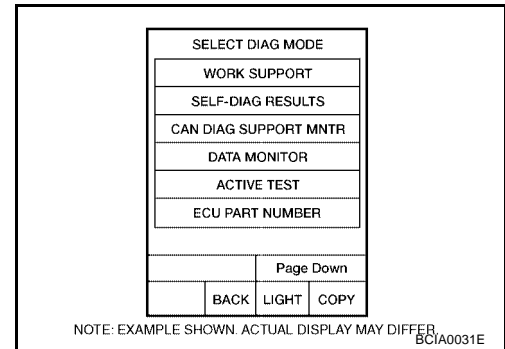 SELECT DIAG MODE
WORK SUPPORT
SELF-DIAG RESULTS
CAN DIAG SUPPORT MNTR
DATA MONITOR
ACTIVE TEST
ECU PART NUMBER
Page Down
BACK LIGHT COPY
NOTE: EXAMPLE SHOWN. ACTUAL DISPLAY MAY DIFFER.
BCIA0031E